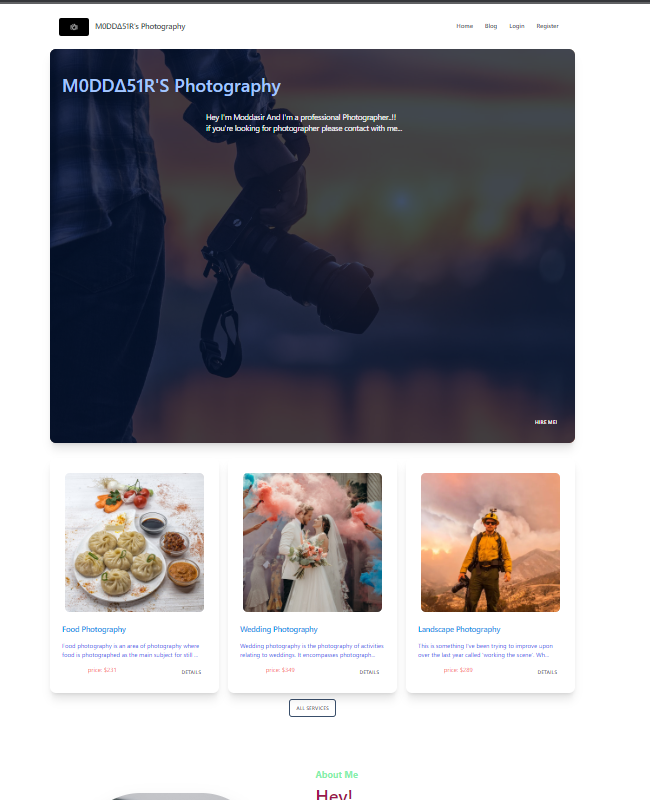 M0DDΔ51R's Photography
Home Blog Login Register
M0DDΔ51R'S Photography
Hey I'm Moddasir And I'm a professional Photographer..!!
if you're looking for photographer please contact with me...
HIRE ME!
Food Photography
Food photography is an area of photography where
food is photographed as the main subject for still ...
price: $231
DETAILS
Wedding Photography
Wedding photography is the photography of activities
relating to weddings. It encompasses photograph...
price: $349
DETAILS
Landscape Photography
This is something I've been trying to improve upon
over the last year called 'working the scene'. Wh...
price: $289
DETAILS
ALL SERVICES
About Me
Hey!